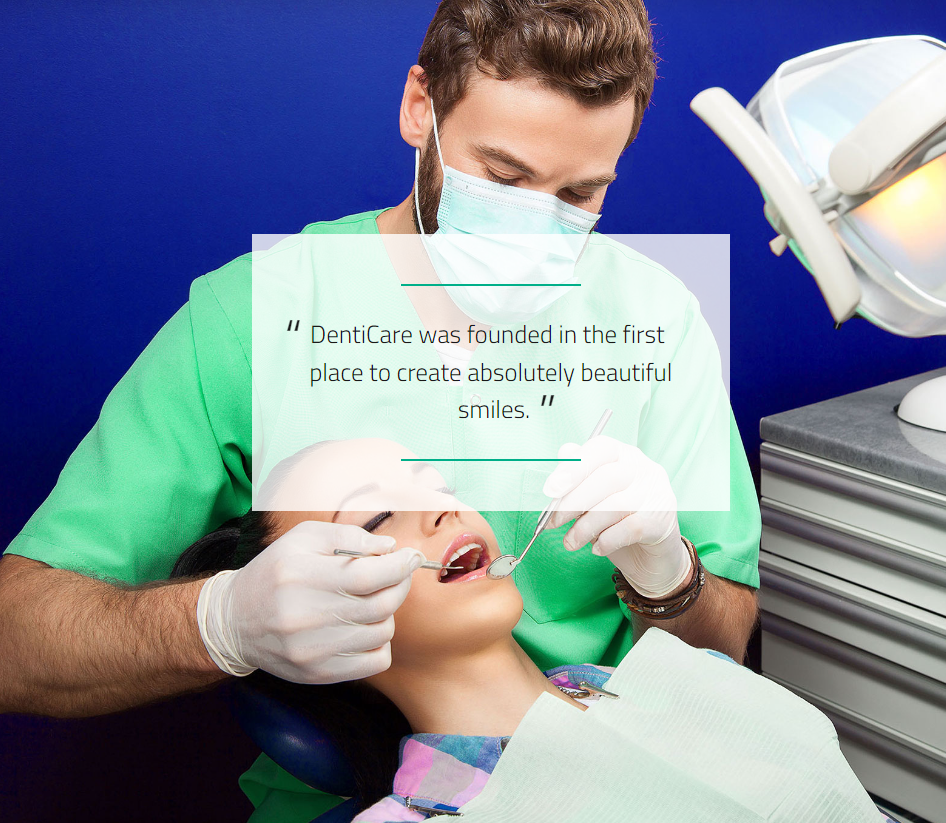 " DentiCare was founded in the first
place to create absolutely beautiful
smiles. "